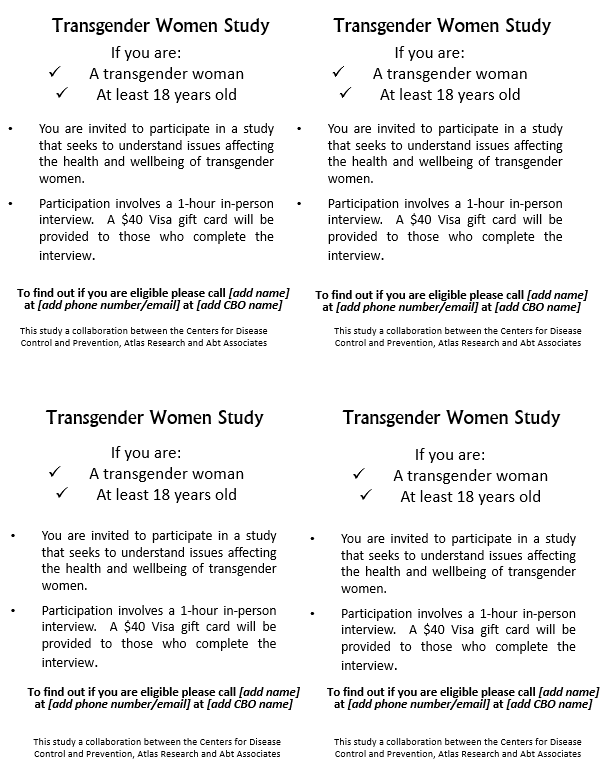 Transgender Women Study
If you are:
✓ A transgender woman
✓ At least 18 years old
• You are invited to participate in a study
that seeks to understand issues affecting
the health and wellbeing of transgender
women.
• Participation involves a 1-hour in-person
interview. A $40 Visa gift card will be
provided to those who complete the
interview.
To find out if you are eligible please call [add name]
at [add phone number/email] at [add CBO name]
This study a collaboration between the Centers for Disease
Control and Prevention, Atlas Research and Abt Associates
Transgender Women Study
If you are:
✓ A transgender woman
✓ At least 18 years old
• You are invited to participate in a study
that seeks to understand issues affecting
the health and wellbeing of transgender
women.
• Participation involves a 1-hour in-person
interview. A $40 Visa gift card will be
provided to those who complete the
interview.
To find out if you are eligible please call [add name]
at [add phone number/email] at [add CBO name]
This study a collaboration between the Centers for Disease
Control and Prevention, Atlas Research and Abt Associates
Transgender Women Study
If you are:
✓ A transgender woman
✓ At least 18 years old
• You are invited to participate in a study
that seeks to understand issues affecting
the health and wellbeing of transgender
women.
• Participation involves a 1-hour in-person
interview. A $40 Visa gift card will be
provided to those who complete the
interview.
To find out if you are eligible please call [add name]
at [add phone number/email] at [add CBO name]
This study a collaboration between the Centers for Disease
Control and Prevention, Atlas Research and Abt Associates
Transgender Women Study
If you are:
✓ A transgender woman
✓ At least 18 years old
• You are invited to participate in a study
that seeks to understand issues affecting
the health and wellbeing of transgender
women.
• Participation involves a 1-hour in-person
interview. A $40 Visa gift card will be
provided to those who complete the
interview.
To find out if you are eligible please call [add name]
at [add phone number/email] at [add CBO name]
This study a collaboration between the Centers for Disease
Control and Prevention, Atlas Research and Abt Associates